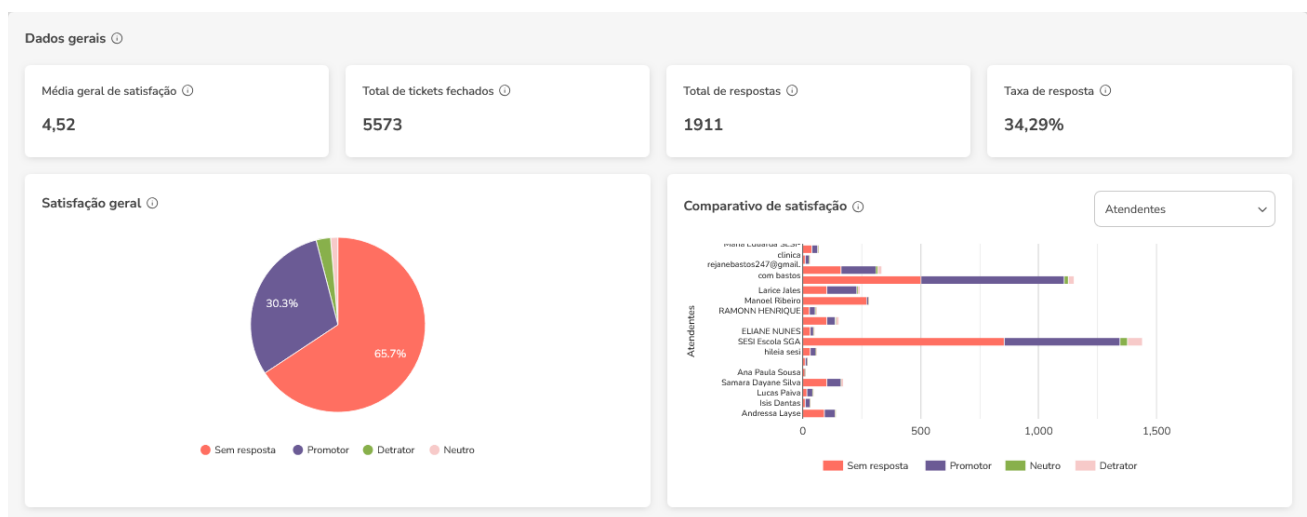 Dados gerais
Média geral de satisfação
4,52
Total de tickets fechados
5573
Total de respostas
1911
Taxa de resposta
34,29%
Satisfação geral
30.3%
65.7%
Sem resposta Promotor Detrator Neutro
Comparativo de satisfação
Atendentes
Atendentes
clinica
rejanebastos247@gmail.
com bastos
Larice Jales
Manoel Ribeiro
RAMONN HENRIQUE
ELIANE NUNES
SESI Escola SGA
hileia sesi
Ana Paula Sousa
Samara Dayane Silva
Lucas Paiva
Isis Dantas
Andressa Layse
0 500 1,000 1,500
Sem resposta Promotor Neutro Detrator